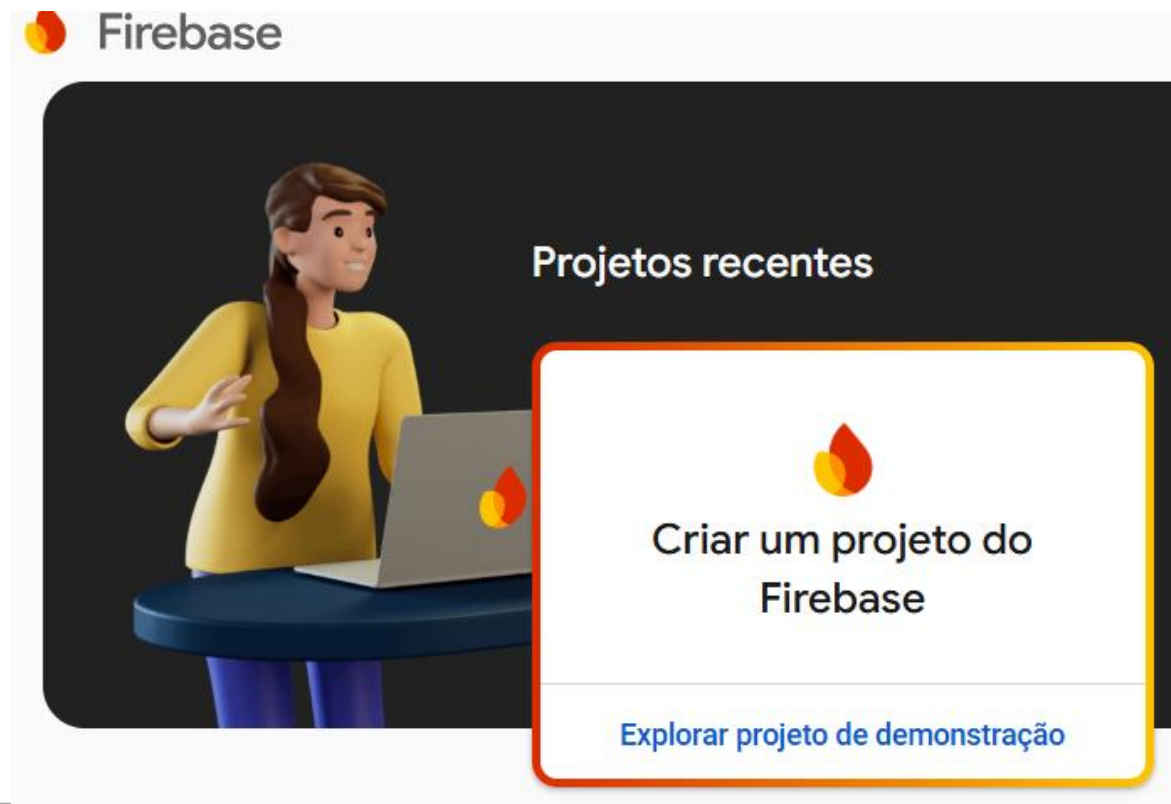 Firebase
Projetos recentes
Criar um projeto do
Firebase
Explorar projeto de demonstração